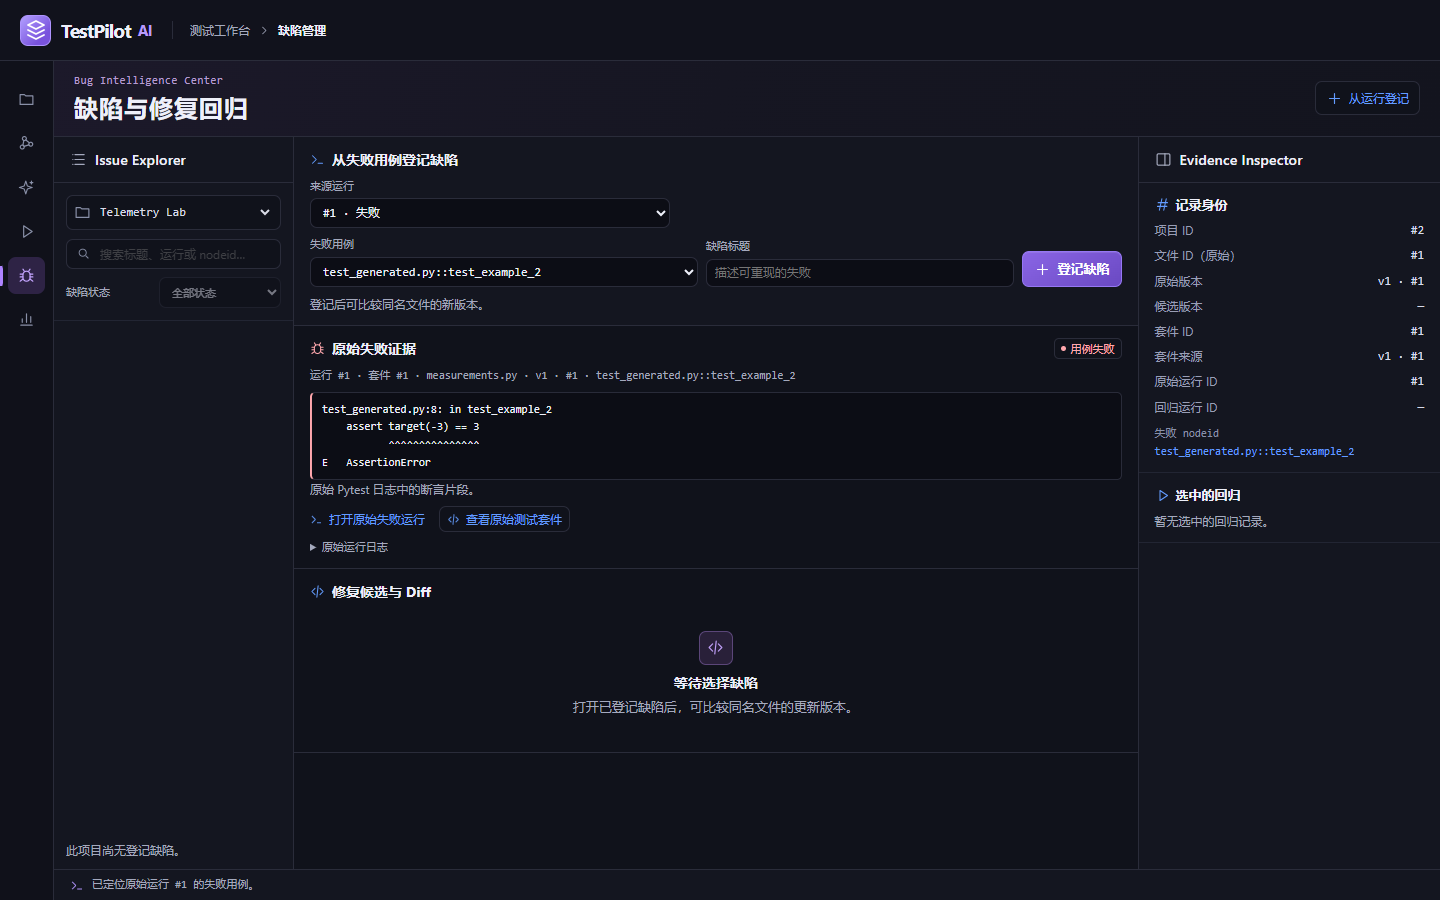 TestPilot AI
测试工作台 > 缺陷管理
Bug Intelligence Center
缺陷与修复回归
从运行登记
Issue Explorer
Telemetry Lab
搜索标题、运行或 nodeid...
缺陷状态
全部状态
此项目尚无登记缺陷。
从失败用例登记缺陷
来源运行
#1 · 失败
失败用例
test_generated.py::test_example_2
缺陷标题
描述可重现的失败
登记缺陷
登记后可比较同名文件的新版本。
原始失败证据
用例失败
运行 #1 · 套件 #1 · measurements.py · v1 · #1 · test_generated.py::test_example_2
test_generated.py:8: in test_example_2
    assert target(-3) == 3
           ^^^^^^^^^^^^^^^
E   AssertionError
原始 Pytest 日志中的断言片段。
打开原始失败运行
查看原始测试套件
原始运行日志
修复候选与 Diff
等待选择缺陷
打开已登记缺陷后，可比较同名文件的更新版本。
Evidence Inspector
记录身份
项目 ID #2
文件 ID（原始） #1
原始版本 v1 · #1
候选版本 —
套件 ID #1
套件来源 v1 · #1
原始运行 ID #1
回归运行 ID —
失败 nodeid
test_generated.py::test_example_2
选中的回归
暂无选中的回归记录。
已定位原始运行 #1 的失败用例。